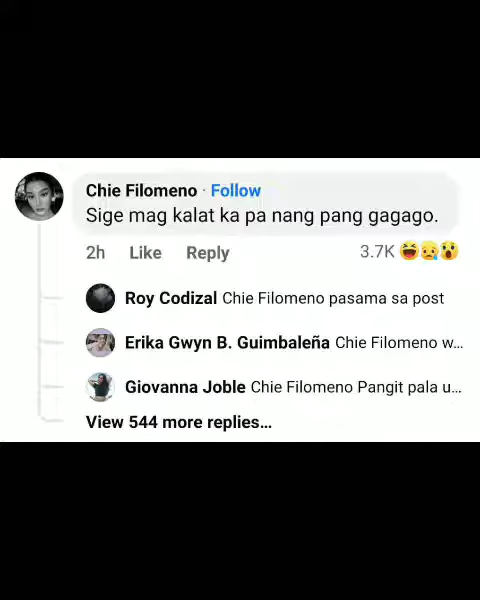 Chie Filomeno · Follow
Sige mag kalat ka pa nang pang gagago.
2h Like Reply 3.7K
Roy Codizal Chie Filomeno pasama sa post
Erika Gwyn B. Guimbaleña Chie Filomeno w...
Giovanna Joble Chie Filomeno Pangit pala u...
View 544 more replies...